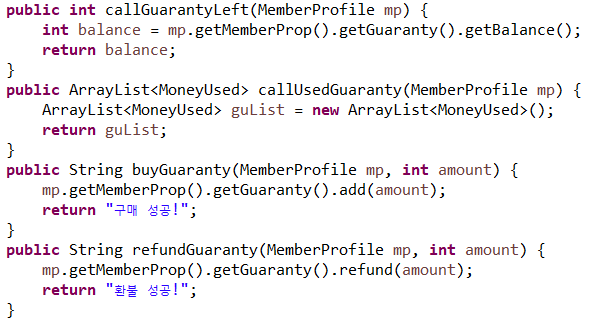 public int callGuarantyLeft(MemberProfile mp) {
    int balance = mp.getMemberProp().getGuaranty().getBalance();
    return balance;
}
public ArrayList<MoneyUsed> callUsedGuaranty(MemberProfile mp) {
    ArrayList<MoneyUsed> guList = new ArrayList<MoneyUsed>();
    return guList;
}
public String buyGuaranty(MemberProfile mp, int amount) {
    mp.getMemberProp().getGuaranty().add(amount);
    return "구매 성공!";
}
public String refundGuaranty(MemberProfile mp, int amount) {
    mp.getMemberProp().getGuaranty().refund(amount);
    return "환불 성공!";
}